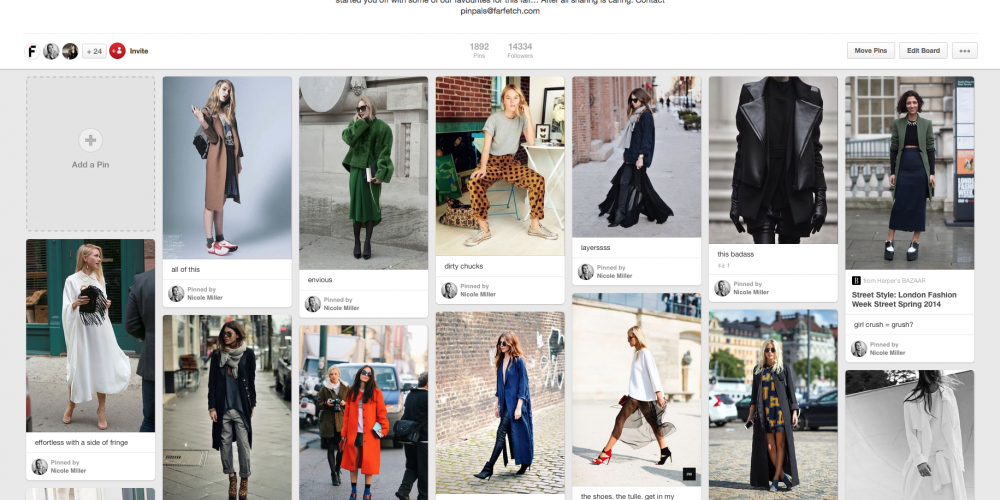 started you off with some of our favourites for this fall… After all sharing is caring. Contact
pinpals@farfetch.com
F
+ 24
Invite
1892
Pins
14334
Followers
Move Pins
Edit Board
Add a Pin
all of this
Pinned by
Nicole Miller
envious
Pinned by
Nicole Miller
dirty chucks
Pinned by
Nicole Miller
layerssss
Pinned by
Nicole Miller
this badass
1
Pinned by
Nicole Miller
from Harper's BAZAAR
Street Style: London Fashion
Week Street Spring 2014
girl crush = grush?
Pinned by
Nicole Miller
effortless with a side of fringe
Pinned by
Nicole Miller
the shoes. the tulle. get in my